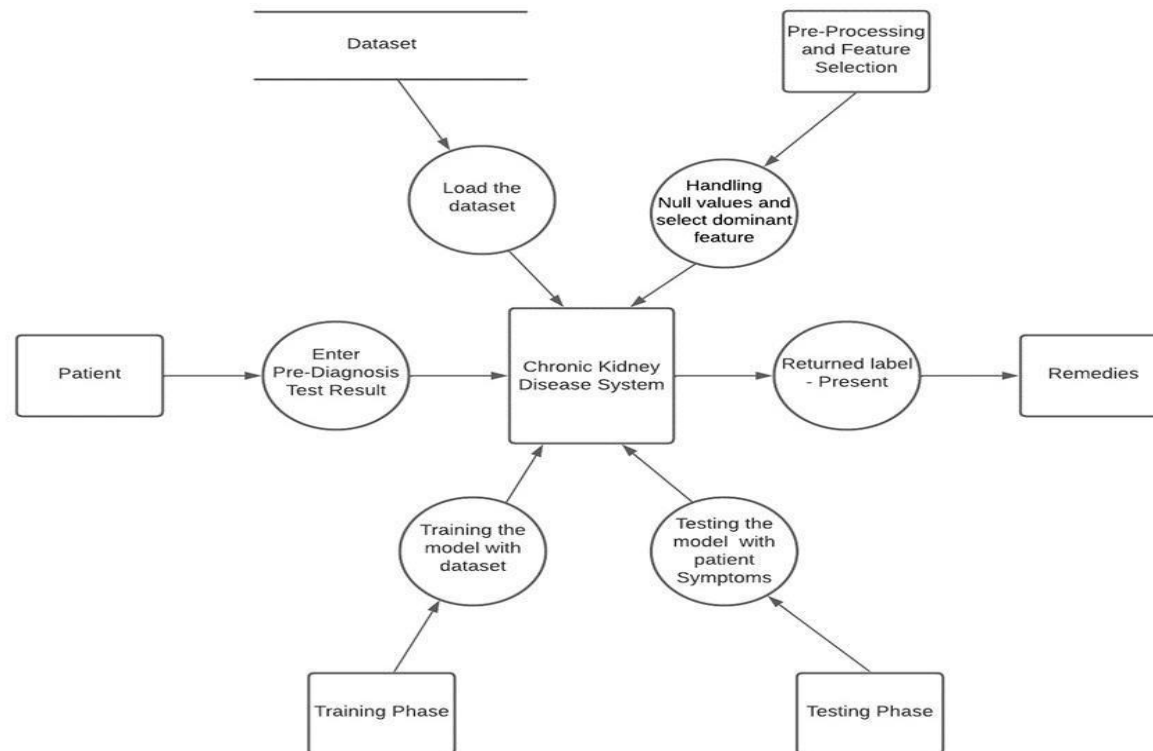 Dataset
Pre-Processing
and Feature
Selection
Load the
dataset
Handling
Null values and
select dominant
feature
Patient
Enter
Pre-Diagnosis
Test Result
Chronic Kidney
Disease System
Returned label
- Present
Remedies
Training the
model with
dataset
Testing the
model with
patient
Symptoms
Training Phase
Testing Phase